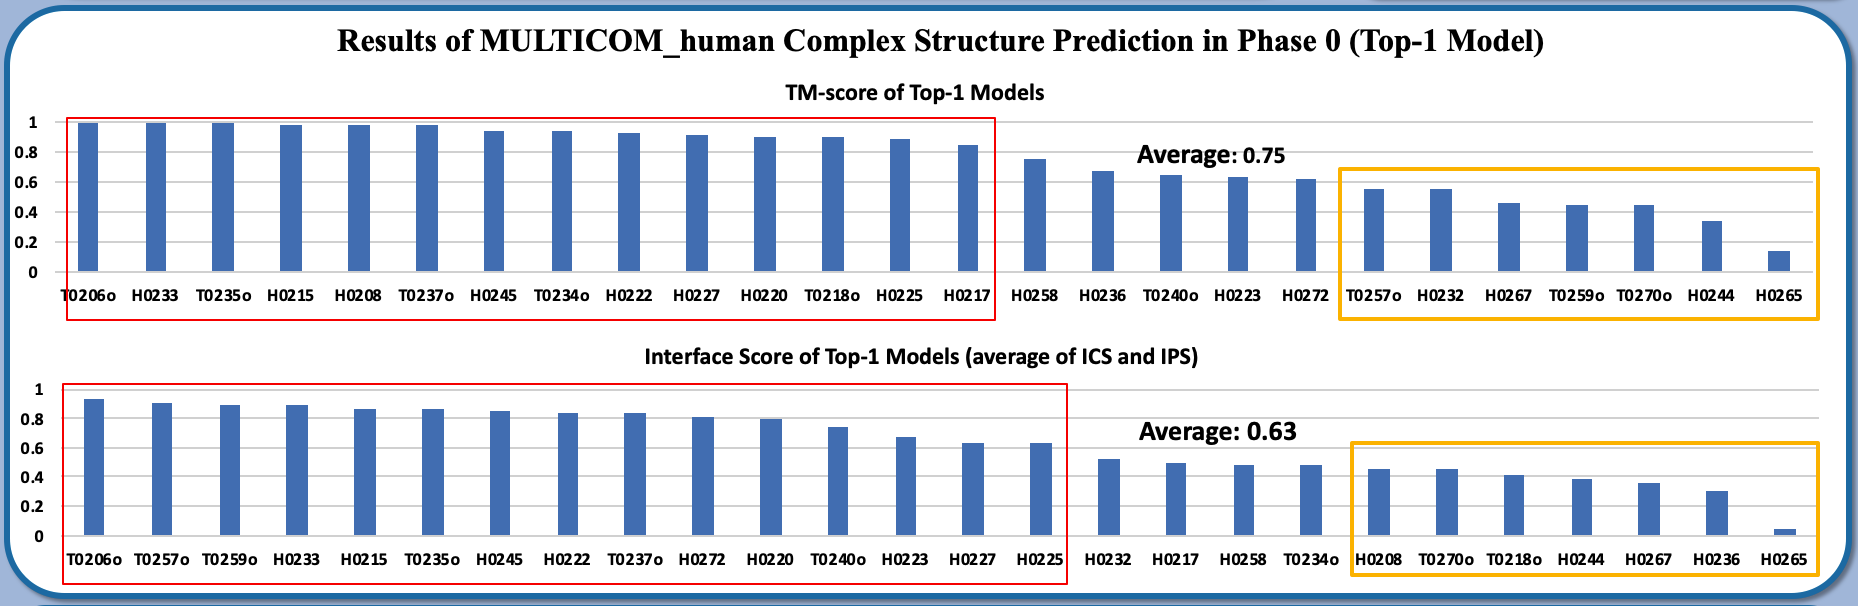 Results of MULTICOM_human Complex Structure Prediction in Phase 0 (Top-1 Model)
TM-score of Top-1 Models
1
0.8
0.6
0.4
0.2
0
Average: 0.75
T0206o H0233 T0235o H0215 H0208 T0237o H0245 T0234o H0222 H0227 H0220 T0218o H0225 H0217 H0258 H0236 T0240o H0223 H0272 T0257o H0232 H0267 T0259o T0270o H0244 H0265
Interface Score of Top-1 Models (average of ICS and IPS)
1
0.8
0.6
0.4
0.2
0
Average: 0.63
T0206o T0257o T0259o H0233 H0215 T0235o H0245 H0222 T0237o H0272 H0220 T0240o H0223 H0227 H0225 H0232 H0217 H0258 T0234o H0208 T0270o T0218o H0244 H0267 H0236 H0265